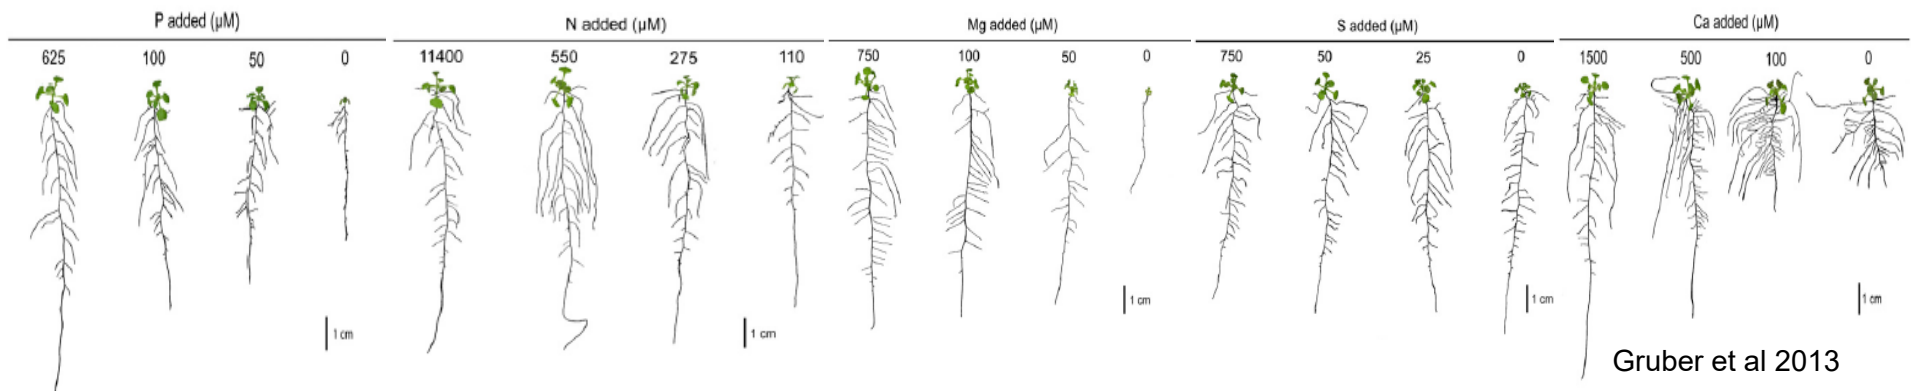 P added (µM)
625 100 50 0
1 cm
N added (µM)
11400 550 275 110
1 cm
Mg added (µM)
750 100 50 0
1 cm
S added (µM)
750 50 25 0
1 cm
Ca added (µM)
1500 500 100 0
1 cm
Gruber et al 2013